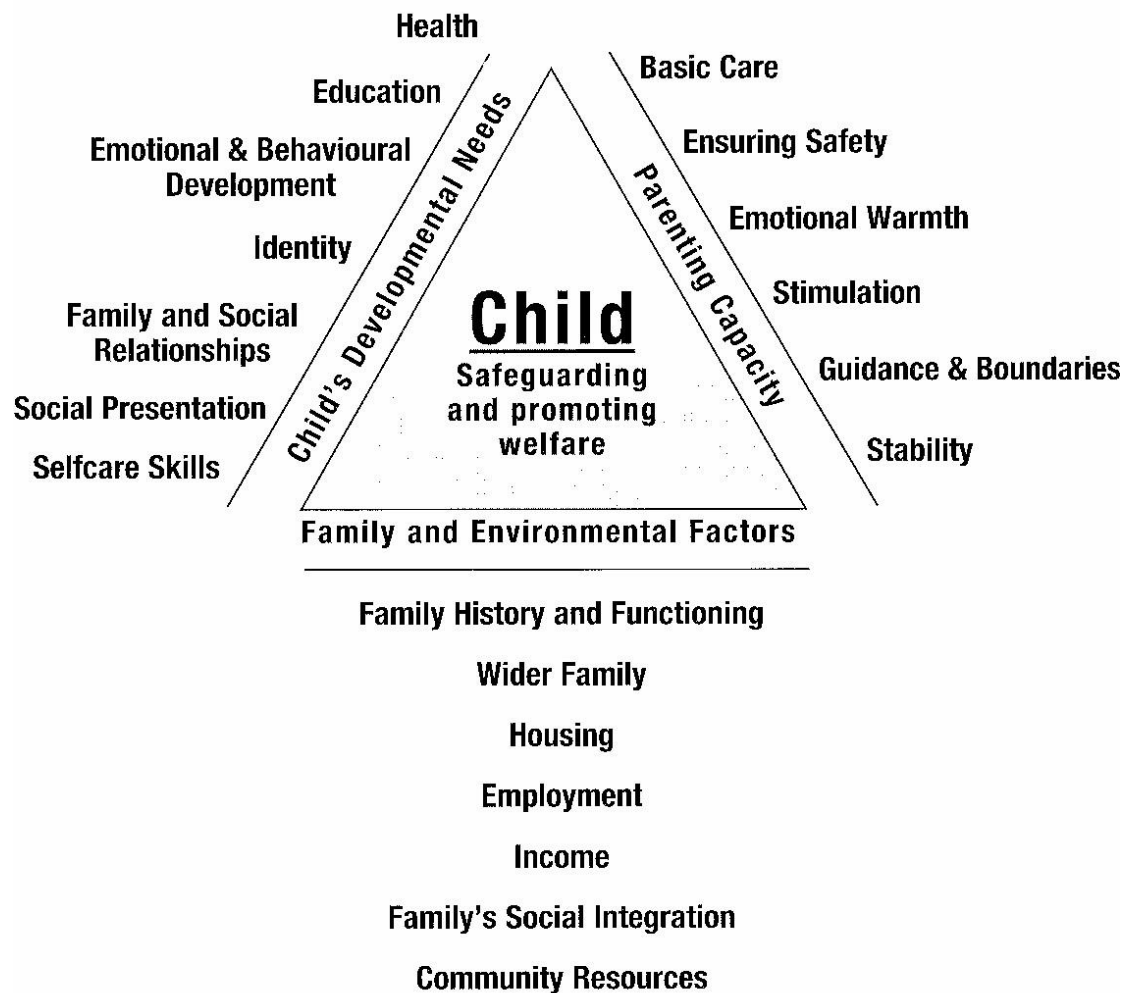 Health
Education
Emotional & Behavioural
Development
Identity
Family and Social
Relationships
Social Presentation
Selfcare Skills
Child's Developmental Needs
Basic Care
Ensuring Safety
Emotional Warmth
Stimulation
Guidance & Boundaries
Stability
Parenting Capacity
Child
Safeguarding
and promoting
welfare
Family and Environmental Factors
Family History and Functioning
Wider Family
Housing
Employment
Income
Family's Social Integration
Community Resources